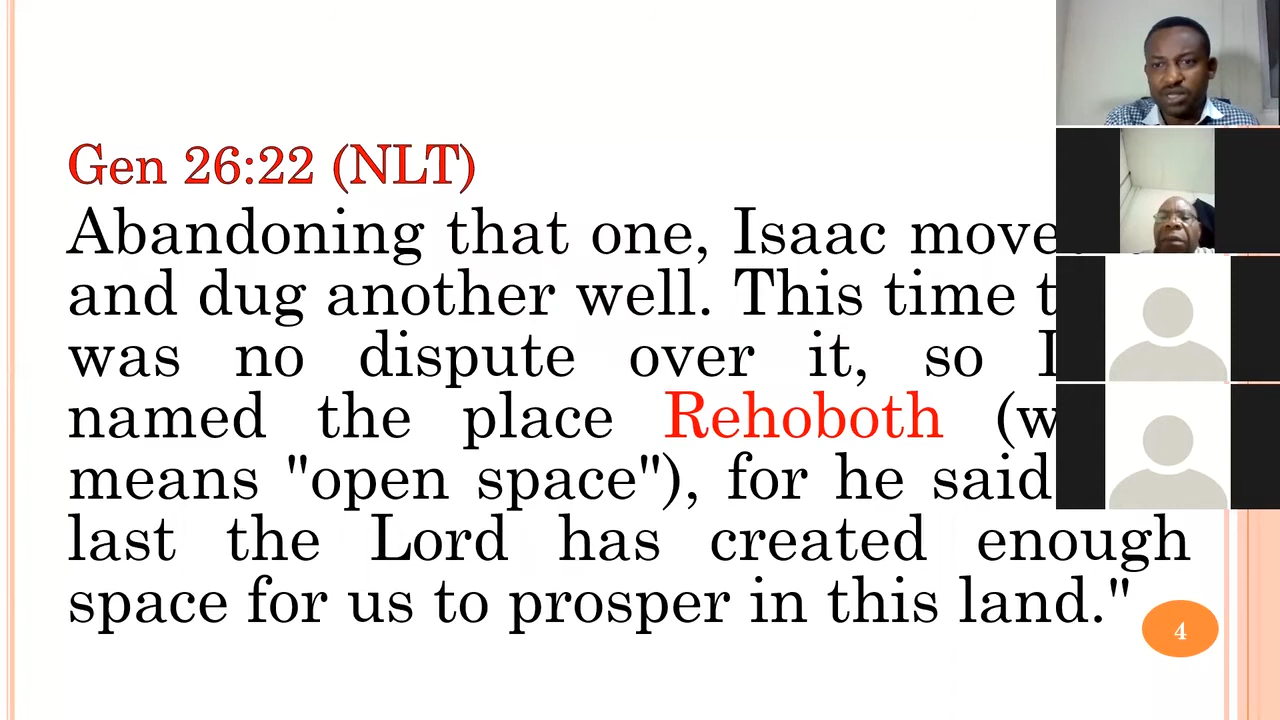 Gen 26:22 (NLT)
Abandoning that one, Isaac
and dug another well. This time
was no dispute over it, so
named the place Rehoboth
means "open space"), for he said
last the Lord has created enough
space for us to prosper in this land."
4